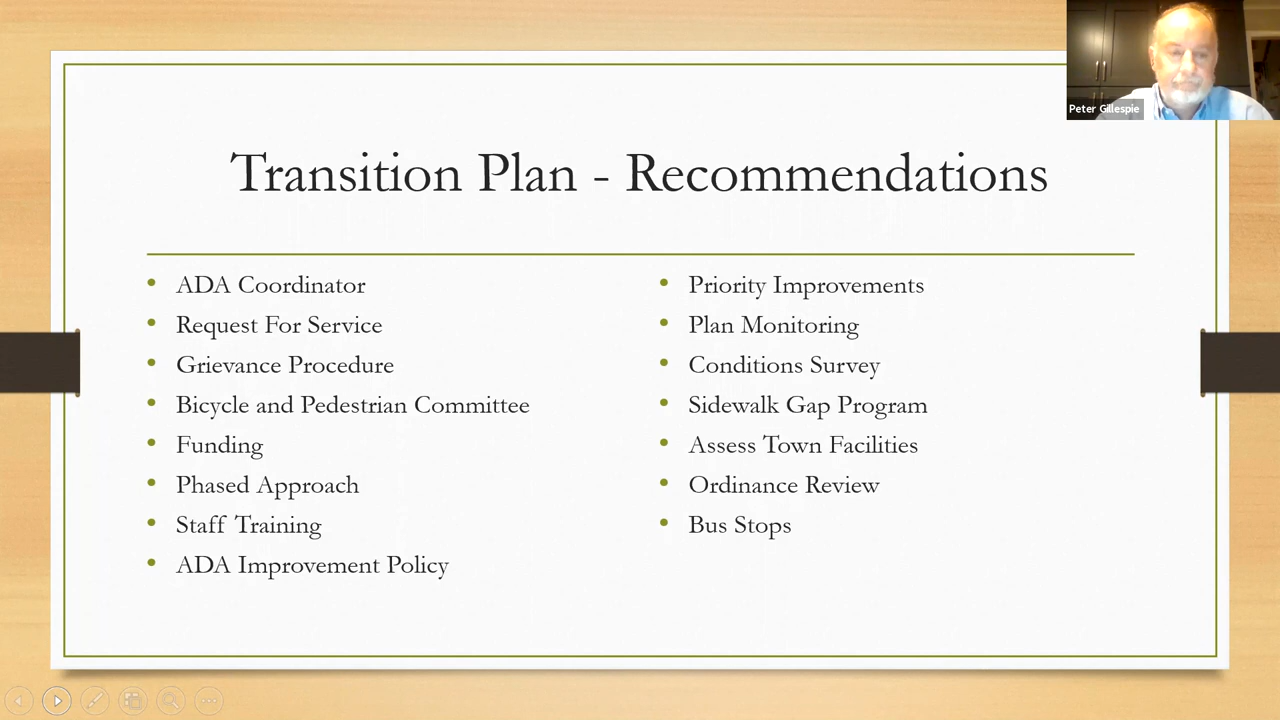 Peter Gillespie
Transition Plan - Recommendations
ADA Coordinator
Request For Service
Grievance Procedure
Bicycle and Pedestrian Committee
Funding
Phased Approach
Staff Training
ADA Improvement Policy
Priority Improvements
Plan Monitoring
Conditions Survey
Sidewalk Gap Program
Assess Town Facilities
Ordinance Review
Bus Stops